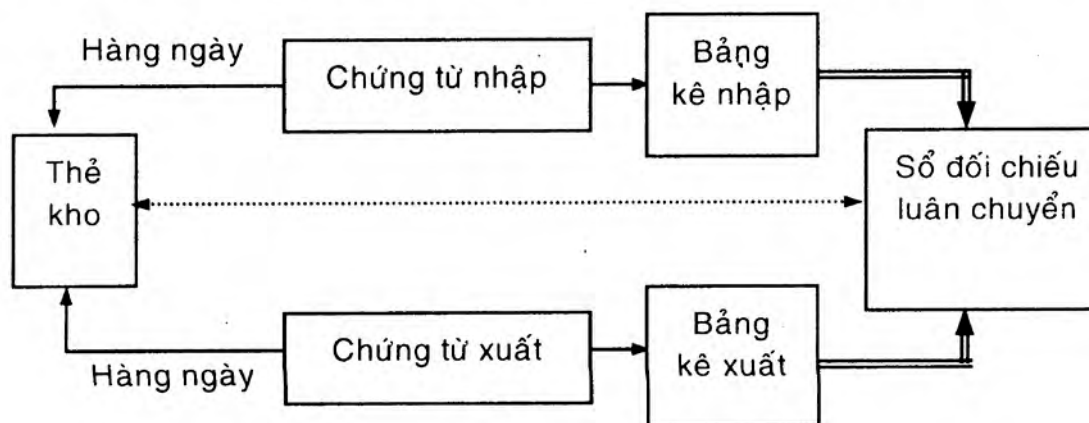 Hàng ngày
Chứng từ nhập
Bảng
kê nhập
Thẻ
kho
Sổ đối chiếu
luân chuyển
Hàng ngày
Chứng từ xuất
Bảng
kê xuất